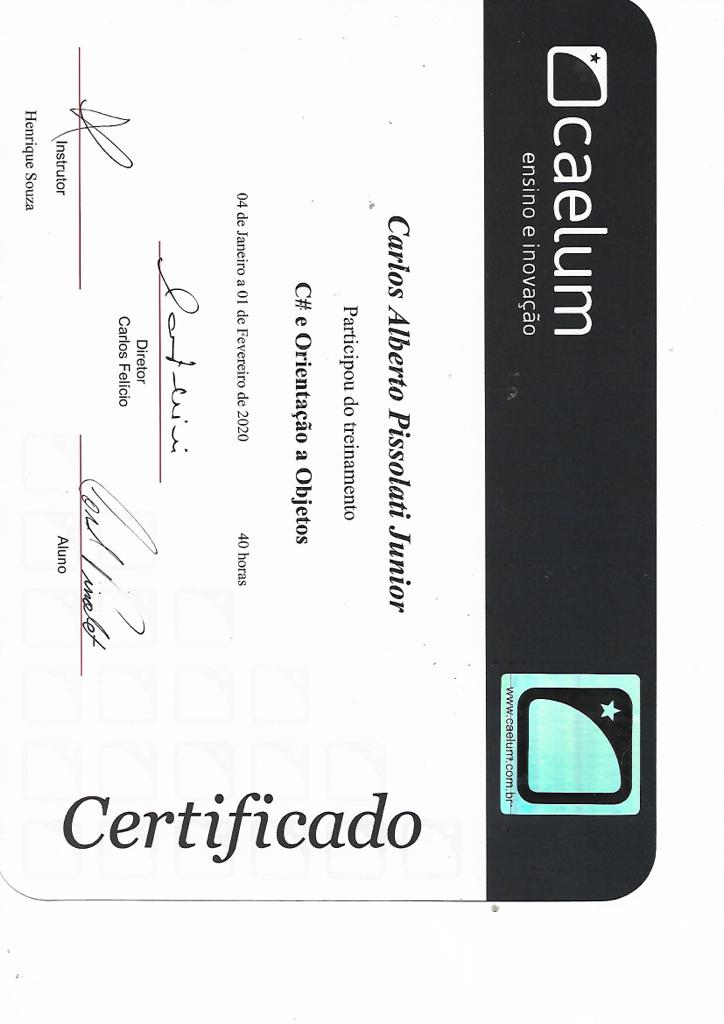 caelum
ensino e inovação
www.caelum.com.br
Carlos Alberto Pissolati Junior
Participou do treinamento
C# e Orientação a Objetos
04 de Janeiro a 01 de Fevereiro de 2020 40 horas
Certificado
Diretor
Carlos Felício
Instrutor
Henrique Souza
Aluno